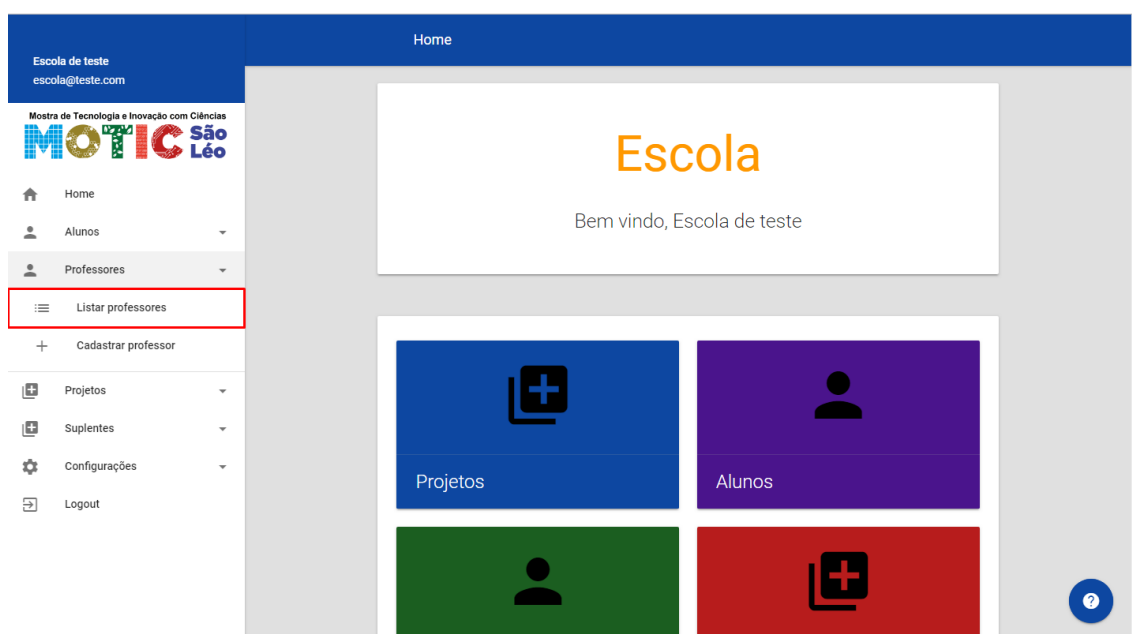 Escola de teste
escola@teste.com
Home
Mostra de Tecnologia e Inovação com Ciências
MOTIC São
Léo
Home
Alunos
Professores
Listar professores
Cadastrar professor
Projetos
Suplentes
Configurações
Logout
Escola
Bem vindo, Escola de teste
Projetos
Alunos